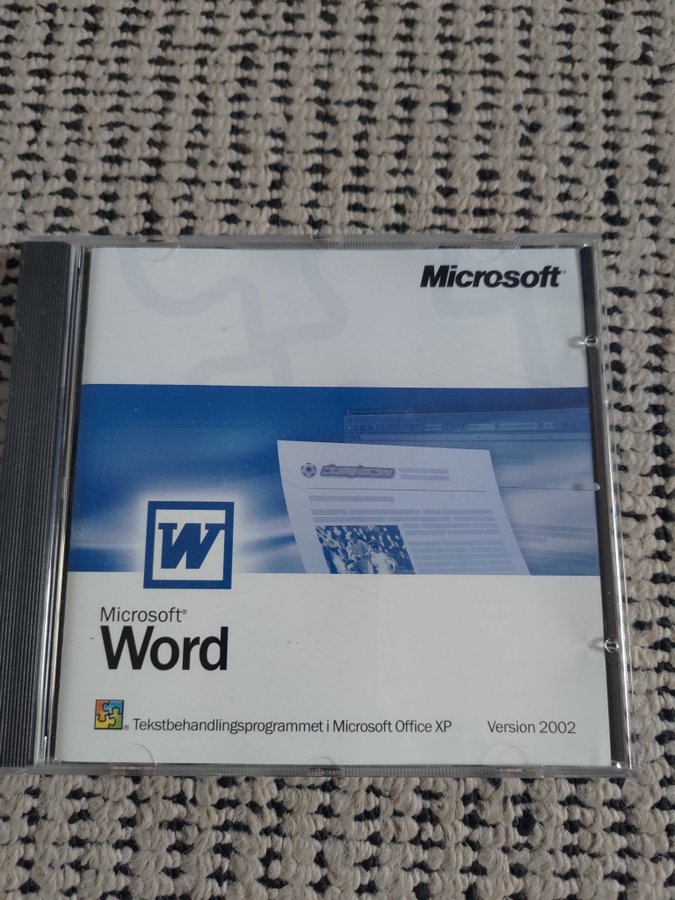 Microsoft®
W
Microsoft®
Word
® Tekstbehandlingsprogrammet i Microsoft Office XP
Version 2002